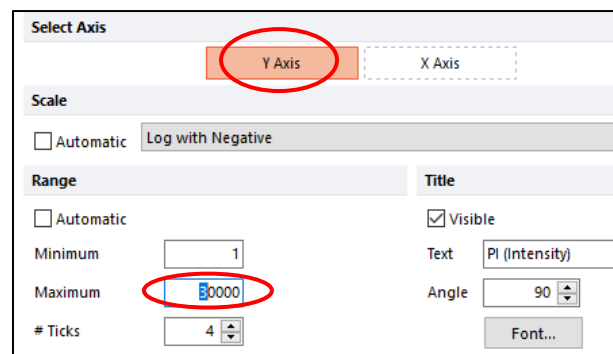 Select Axis
Y Axis X Axis
Scale
Automatic Log with Negative
Range Title
Automatic Visible
Minimum 1 Text PI (Intensity)
Maximum 30000 Angle 90
# Ticks 4 Font...